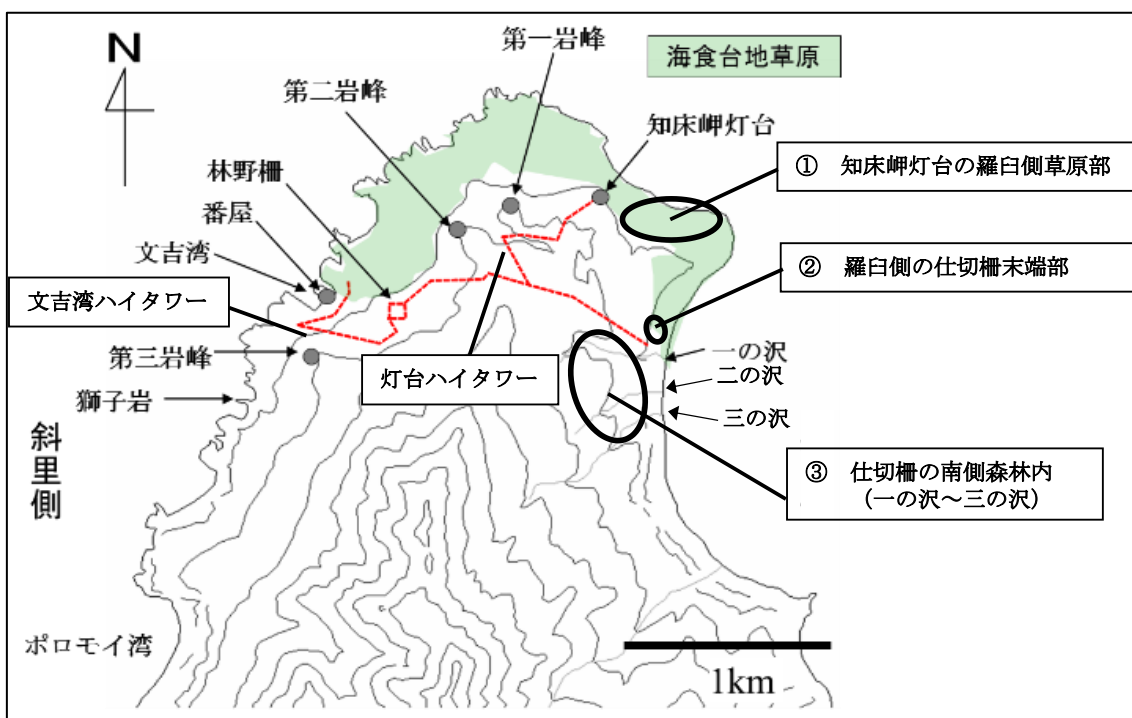 N
第一岩峰
海食台地草原
第二岩峰
知床岬灯台
林野柵
① 知床岬灯台の羅臼側草原部
番屋
文吉湾
② 羅臼側の仕切柵末端部
文吉湾ハイタワー
第三岩峰
灯台ハイタワー
一の沢
二の沢
獅子岩
三の沢
斜里側
③ 仕切柵の南側森林内
（一の沢～三の沢）
ポロモイ湾
1km